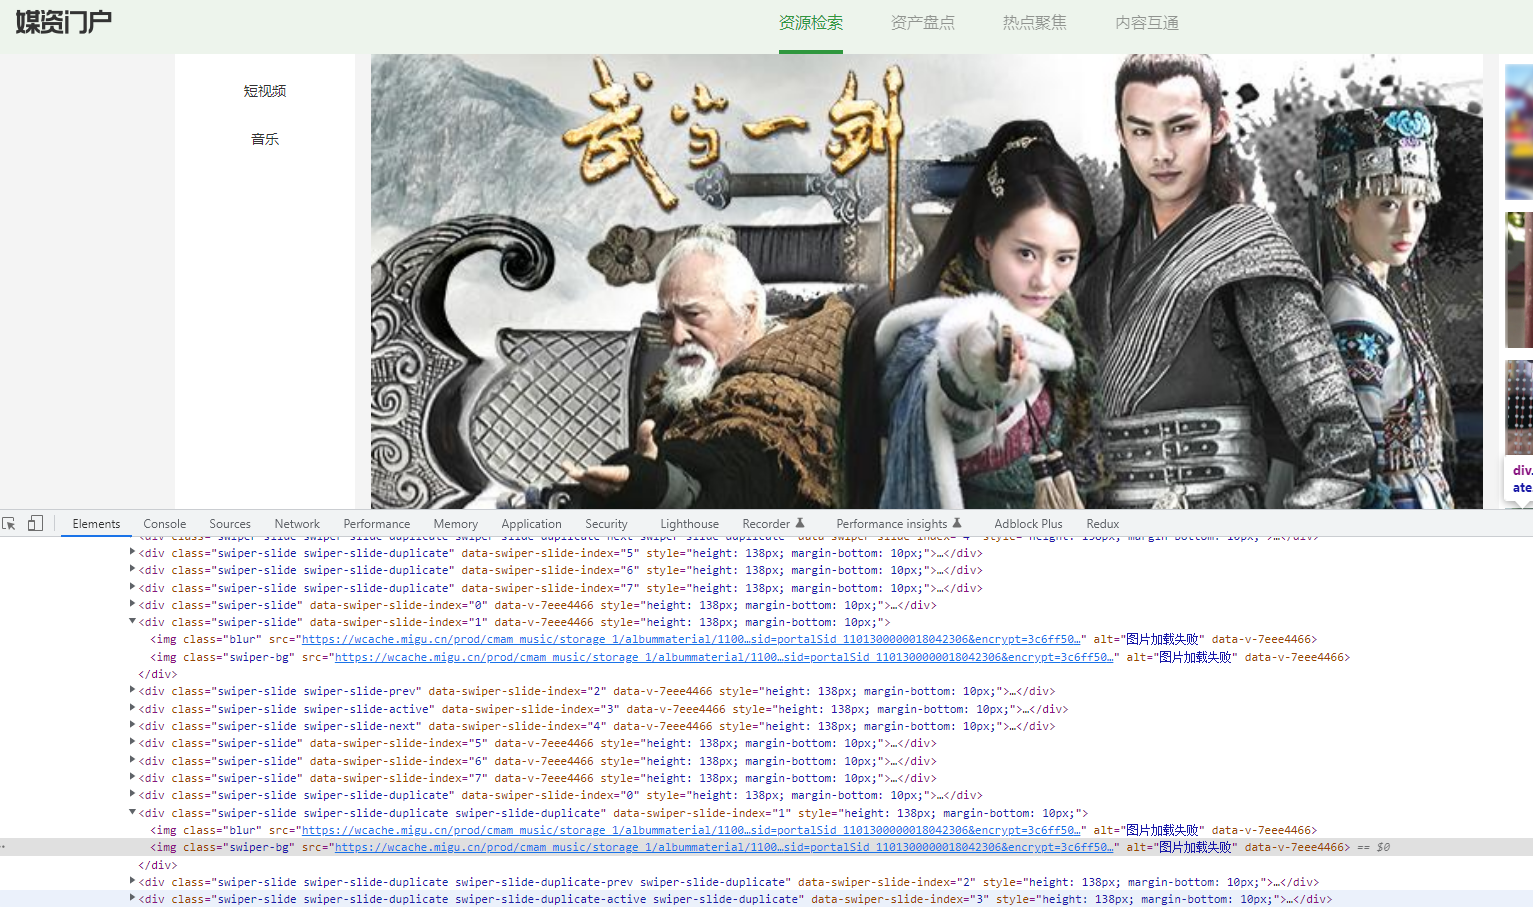 媒资门户
资源检索 资产盘点 热点聚焦 内容互通
短视频
音乐
武当一剑
div.
ate
Elements Console Sources Network Performance Memory Application Security Lighthouse Recorder Performance insights Adblock Plus Redux
<div class="swiper-slide swiper-slide-duplicate swiper-slide-duplicate-next swiper-slide-duplicate" data-swiper-slide-index="4" style="height: 138px; margin-bottom: 10px;">…</div>
<div class="swiper-slide swiper-slide-duplicate" data-swiper-slide-index="5" style="height: 138px; margin-bottom: 10px;">…</div>
<div class="swiper-slide swiper-slide-duplicate" data-swiper-slide-index="6" style="height: 138px; margin-bottom: 10px;">…</div>
<div class="swiper-slide swiper-slide-duplicate" data-swiper-slide-index="7" style="height: 138px; margin-bottom: 10px;">…</div>
<div class="swiper-slide" data-swiper-slide-index="0" data-v-7eee4466 style="height: 138px; margin-bottom: 10px;">…</div>
<div class="swiper-slide" data-swiper-slide-index="1" data-v-7eee4466 style="height: 138px; margin-bottom: 10px;">
<img class="blur" src="https://wcache.migu.cn/prod/cmam_music/storage_1/albummaterial/1100…sid=portalSid_1101300000018042306&encrypt=3c6ff50…" alt="图片加载失败" data-v-7eee4466>
<img class="swiper-bg" src="https://wcache.migu.cn/prod/cmam_music/storage_1/albummaterial/1100…sid=portalSid_1101300000018042306&encrypt=3c6ff50…" alt="图片加载失败" data-v-7eee4466>
</div>
<div class="swiper-slide swiper-slide-prev" data-swiper-slide-index="2" data-v-7eee4466 style="height: 138px; margin-bottom: 10px;">…</div>
<div class="swiper-slide swiper-slide-active" data-swiper-slide-index="3" data-v-7eee4466 style="height: 138px; margin-bottom: 10px;">…</div>
<div class="swiper-slide swiper-slide-next" data-swiper-slide-index="4" data-v-7eee4466 style="height: 138px; margin-bottom: 10px;">…</div>
<div class="swiper-slide" data-swiper-slide-index="5" data-v-7eee4466 style="height: 138px; margin-bottom: 10px;">…</div>
<div class="swiper-slide" data-swiper-slide-index="6" data-v-7eee4466 style="height: 138px; margin-bottom: 10px;">…</div>
<div class="swiper-slide" data-swiper-slide-index="7" data-v-7eee4466 style="height: 138px; margin-bottom: 10px;">…</div>
<div class="swiper-slide swiper-slide-duplicate" data-swiper-slide-index="0" style="height: 138px; margin-bottom: 10px;">…</div>
<div class="swiper-slide swiper-slide-duplicate swiper-slide-duplicate" data-swiper-slide-index="1" style="height: 138px; margin-bottom: 10px;">
<img class="blur" src="https://wcache.migu.cn/prod/cmam_music/storage_1/albummaterial/1100…sid=portalSid_1101300000018042306&encrypt=3c6ff50…" alt="图片加载失败" data-v-7eee4466>
<img class="swiper-bg" src="https://wcache.migu.cn/prod/cmam_music/storage_1/albummaterial/1100…sid=portalSid_1101300000018042306&encrypt=3c6ff50…" alt="图片加载失败" data-v-7eee4466> == $0
</div>
<div class="swiper-slide swiper-slide-duplicate swiper-slide-duplicate-prev swiper-slide-duplicate" data-swiper-slide-index="2" style="height: 138px; margin-bottom: 10px;">…</div>
<div class="swiper-slide swiper-slide-duplicate swiper-slide-duplicate-active swiper-slide-duplicate" data-swiper-slide-index="3" style="height: 138px; margin-bottom: 10px;">…</div>